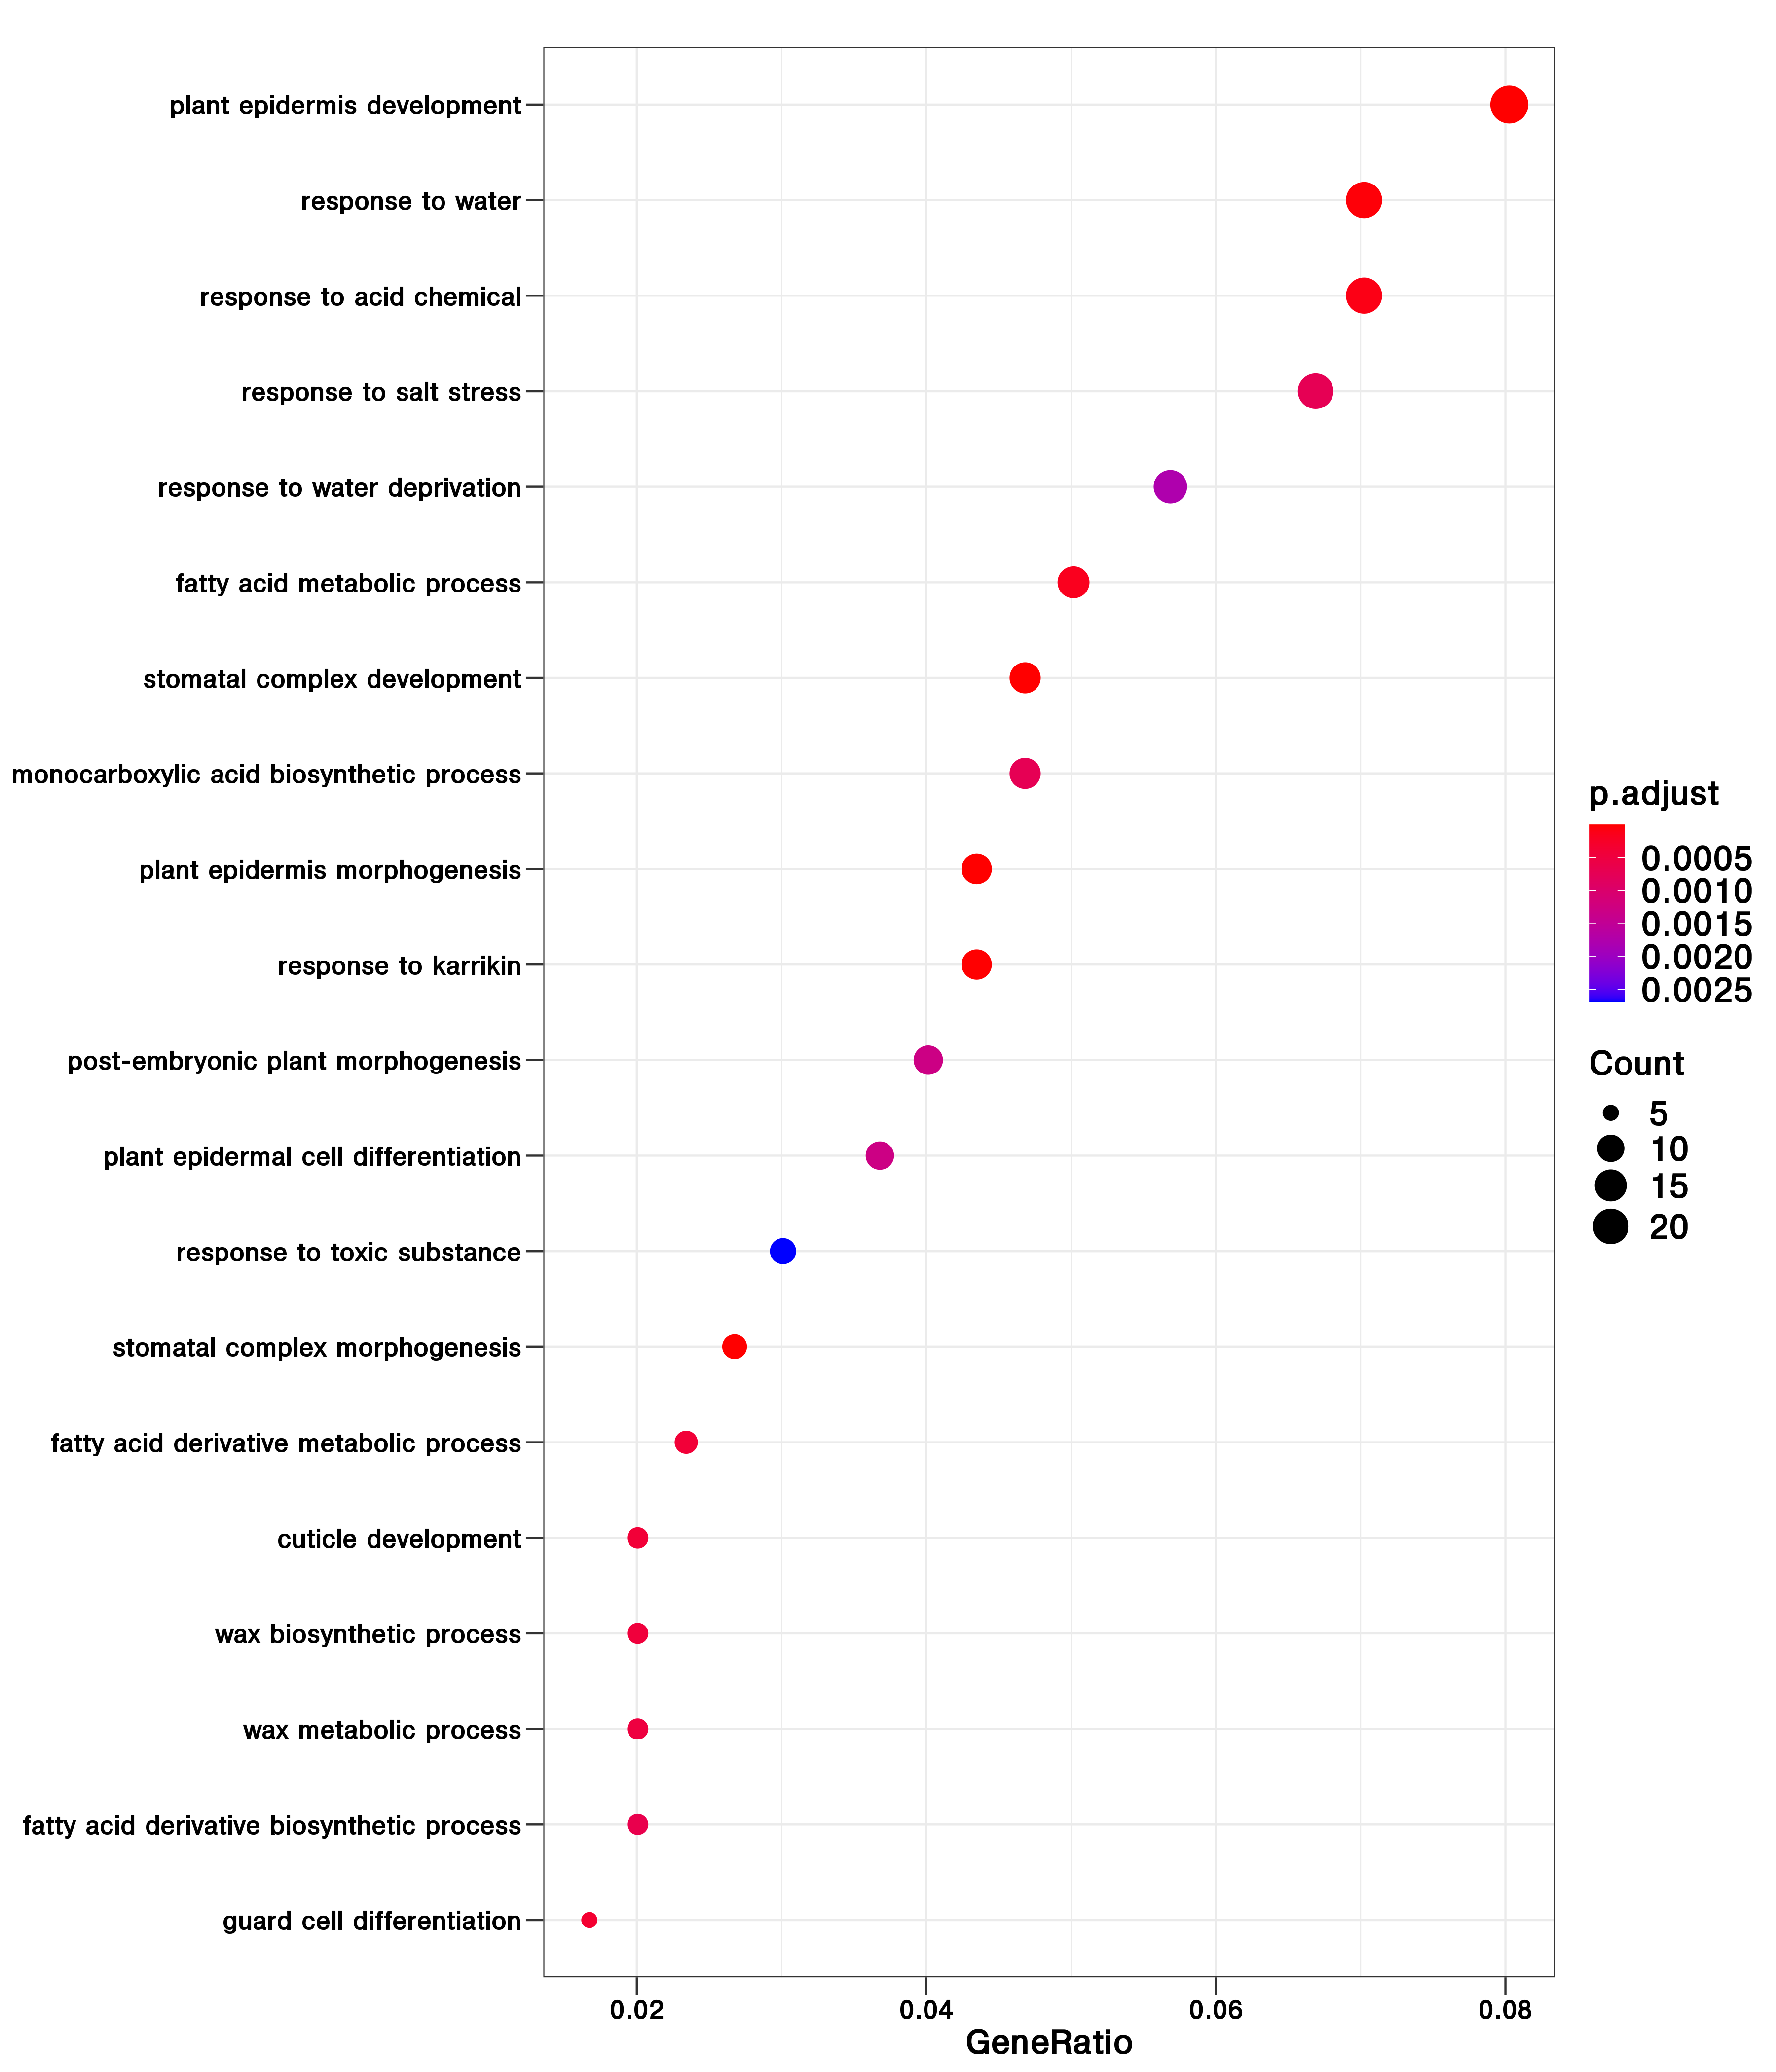 plant epidermis development
response to water
response to acid chemical
response to salt stress
response to water deprivation
fatty acid metabolic process
stomatal complex development
monocarboxylic acid biosynthetic process
plant epidermis morphogenesis
response to karrikin
post-embryonic plant morphogenesis
plant epidermal cell differentiation
response to toxic substance
stomatal complex morphogenesis
fatty acid derivative metabolic process
cuticle development
wax biosynthetic process
wax metabolic process
fatty acid derivative biosynthetic process
guard cell differentiation
0.02 0.04 0.06 0.08
GeneRatio
p.adjust
0.0005
0.0010
0.0015
0.0020
0.0025
Count
5
10
15
20